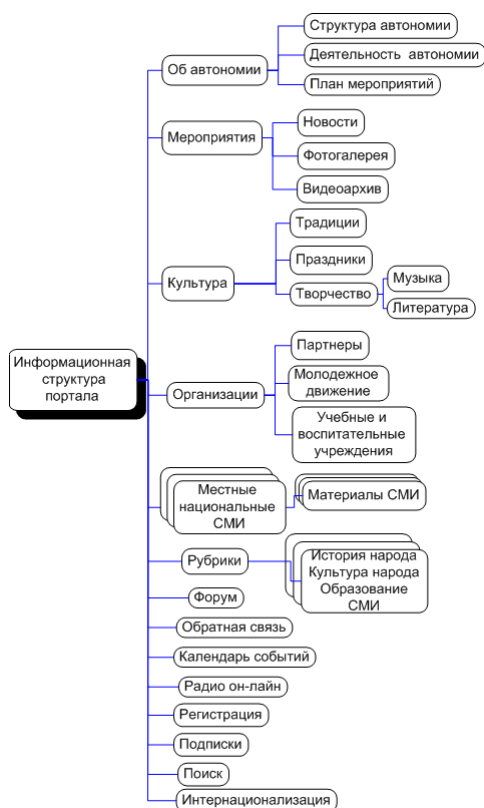 Структура автономии
Об автономии
Деятельность автономии
План мероприятий
Новости
Мероприятия
Фотогалерея
Видеоархив
Традиции
Праздники
Культура
Творчество
Музыка
Литература
Информационная
структура
портала
Партнеры
Организации
Молодежное
движение
Учебные и
воспитательные
учреждения
Местные
национальные
СМИ
Материалы СМИ
Рубрики
История народа
Культура народа
Образование
СМИ
Форум
Обратная связь
Календарь событий
Радио он-лайн
Регистрация
Подписки
Поиск
Интернационализация